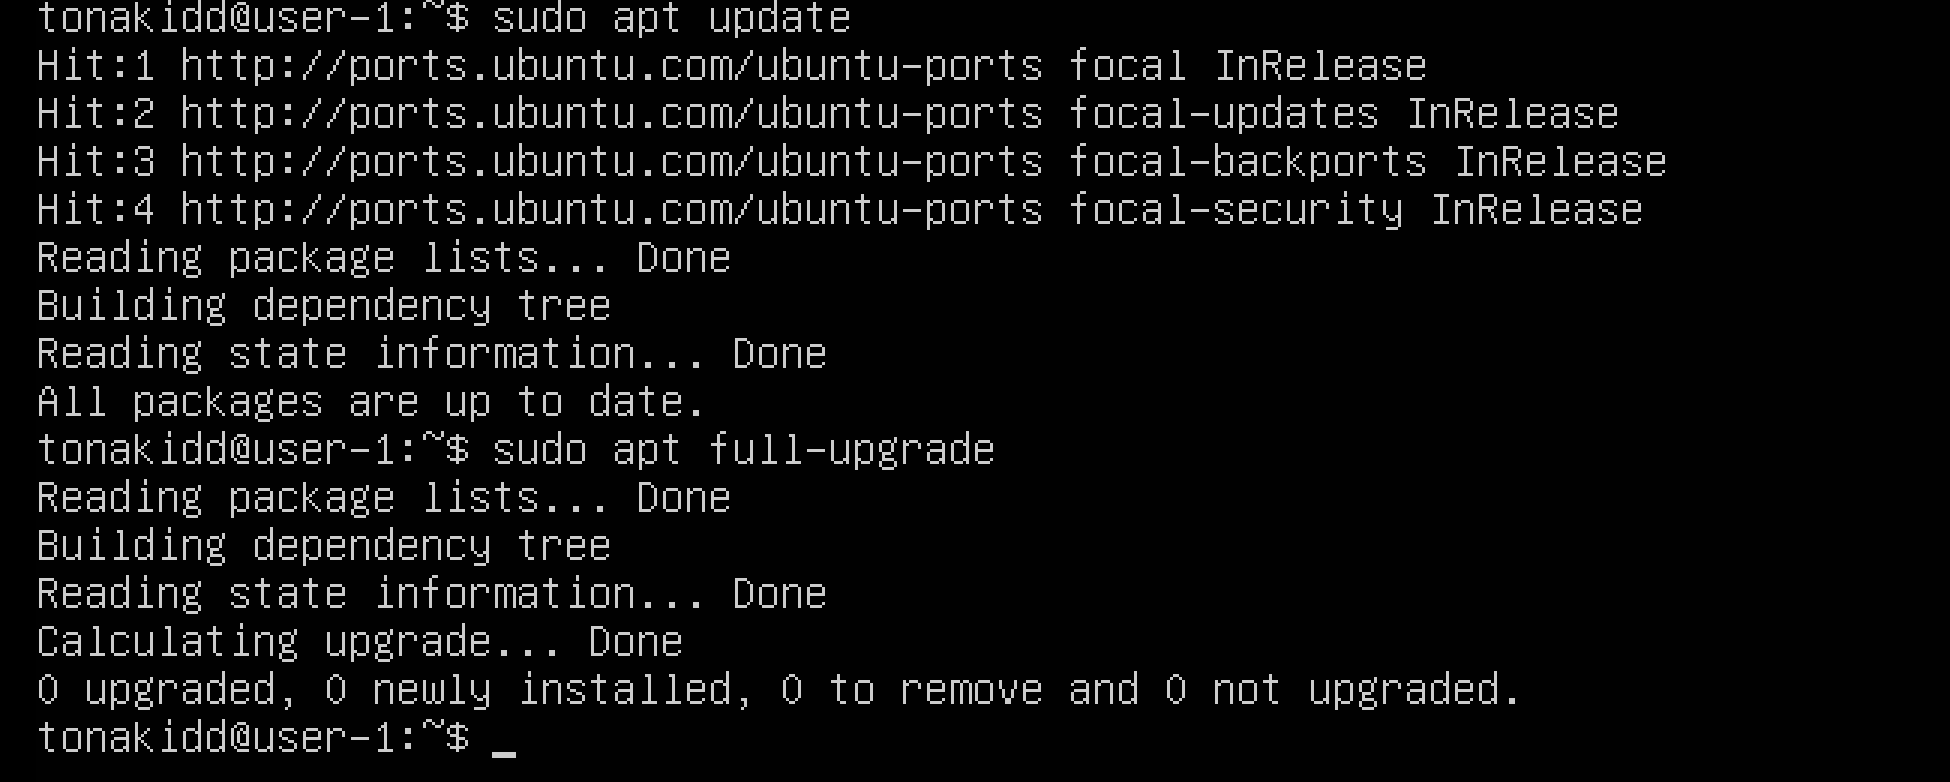 tonakidd@user-1:~$ sudo apt update
Hit:1 http://ports.ubuntu.com/ubuntu-ports focal InRelease
Hit:2 http://ports.ubuntu.com/ubuntu-ports focal-updates InRelease
Hit:3 http://ports.ubuntu.com/ubuntu-ports focal-backports InRelease
Hit:4 http://ports.ubuntu.com/ubuntu-ports focal-security InRelease
Reading package lists... Done
Building dependency tree
Reading state information... Done
All packages are up to date.
tonakidd@user-1:~$ sudo apt full-upgrade
Reading package lists... Done
Building dependency tree
Reading state information... Done
Calculating upgrade... Done
0 upgraded, 0 newly installed, 0 to remove and 0 not upgraded.
tonakidd@user-1:~$ _